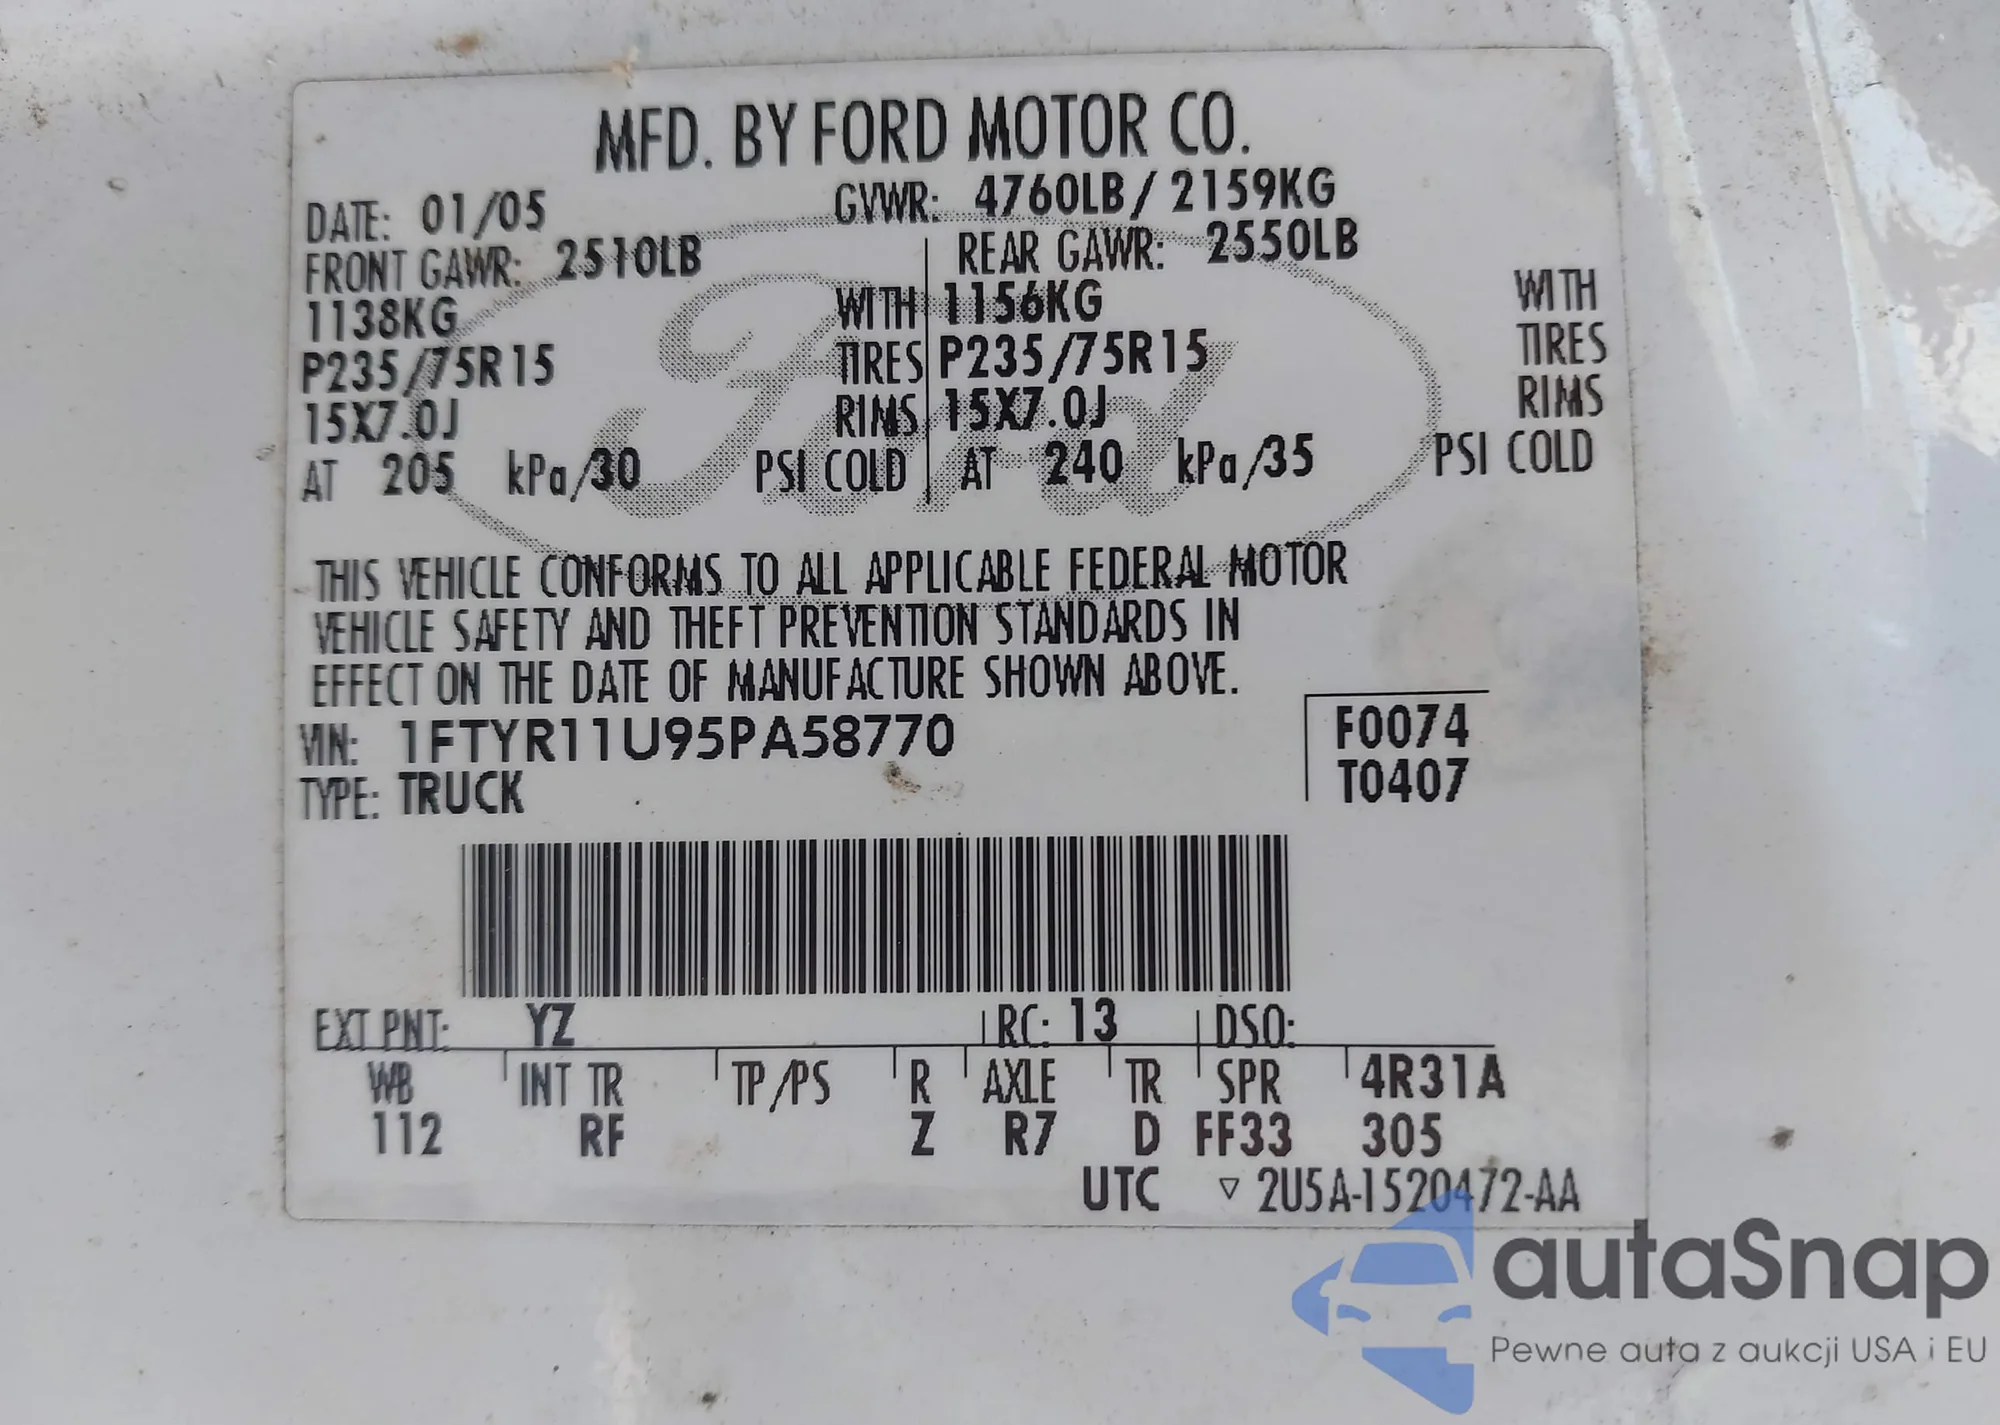 MFD. BY FORD MOTOR CO.
DATE: 01/05 GVWR: 4760LB / 2159KG
FRONT GAWR: 2510LB REAR GAWR: 2550LB
1138KG WITH 1156KG WITH
P235/75R15 TIRES P235/75R15 TIRES
15X7.0J RIMS 15X7.0J RIMS
AT 205 kPa/30 PSI COLD AT 240 kPa/35 PSI COLD
THIS VEHICLE CONFORMS TO ALL APPLICABLE FEDERAL MOTOR
VEHICLE SAFETY AND THEFT PREVENTION STANDARDS IN
EFFECT ON THE DATE OF MANUFACTURE SHOWN ABOVE.
VIN: 1FTYR11U95PA58770 F0074
TYPE: TRUCK T0407
EXT PNT: YZ RC: 13 DSO:
WB INT TR TP/PS R AXLE TR SPR 4R31A
112 RF Z R7 D FF33 305
UTC ▽ 2U5A-1520472-AA
Ford
autaSnap
Pewne auta z aukcji USA i EU